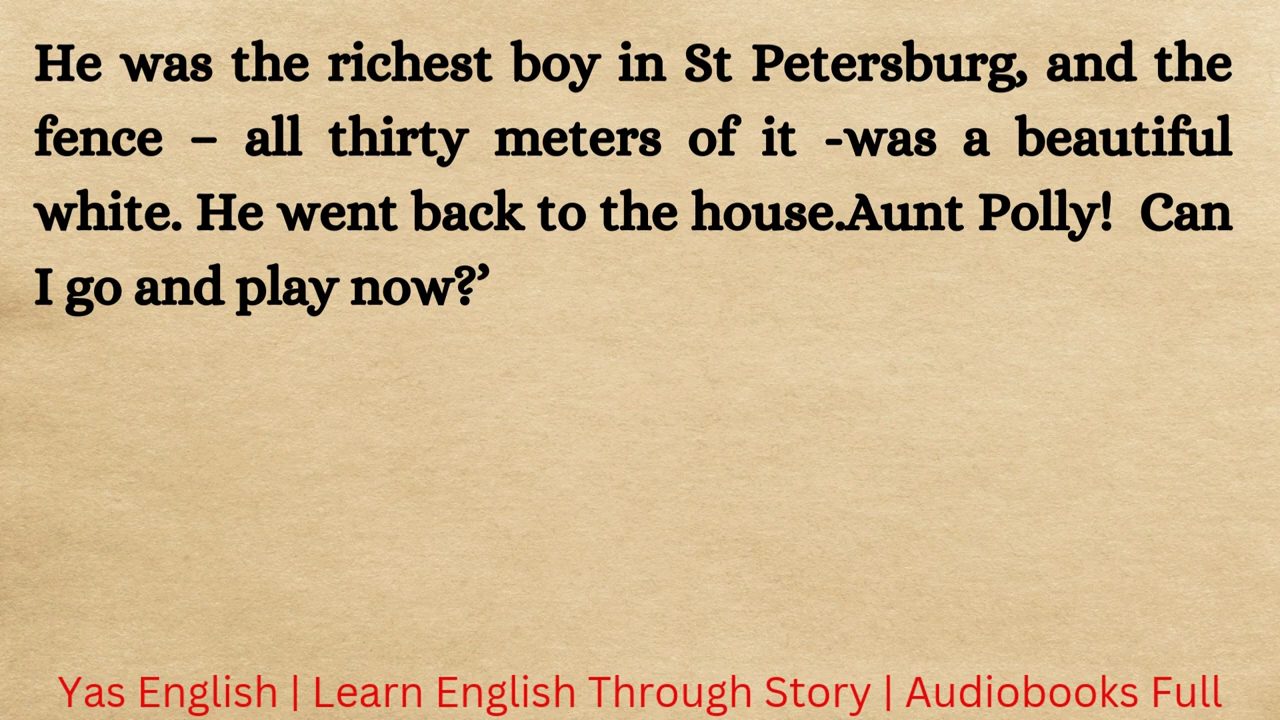 He was the richest boy in St Petersburg, and the
fence – all thirty meters of it -was a beautiful
white. He went back to the house.Aunt Polly!  Can
I go and play now?’
Yas English | Learn English Through Story | Audiobooks Full